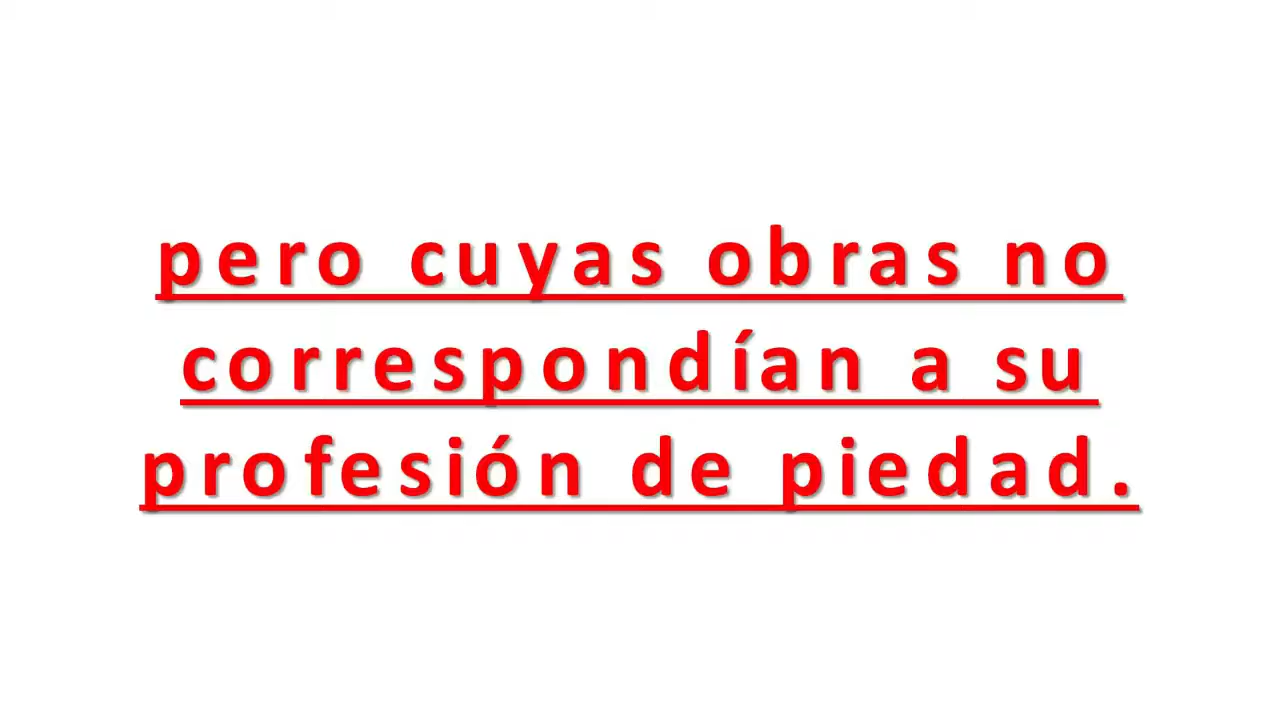 pero cuyas obras no
correspondían a su
profesión de piedad.